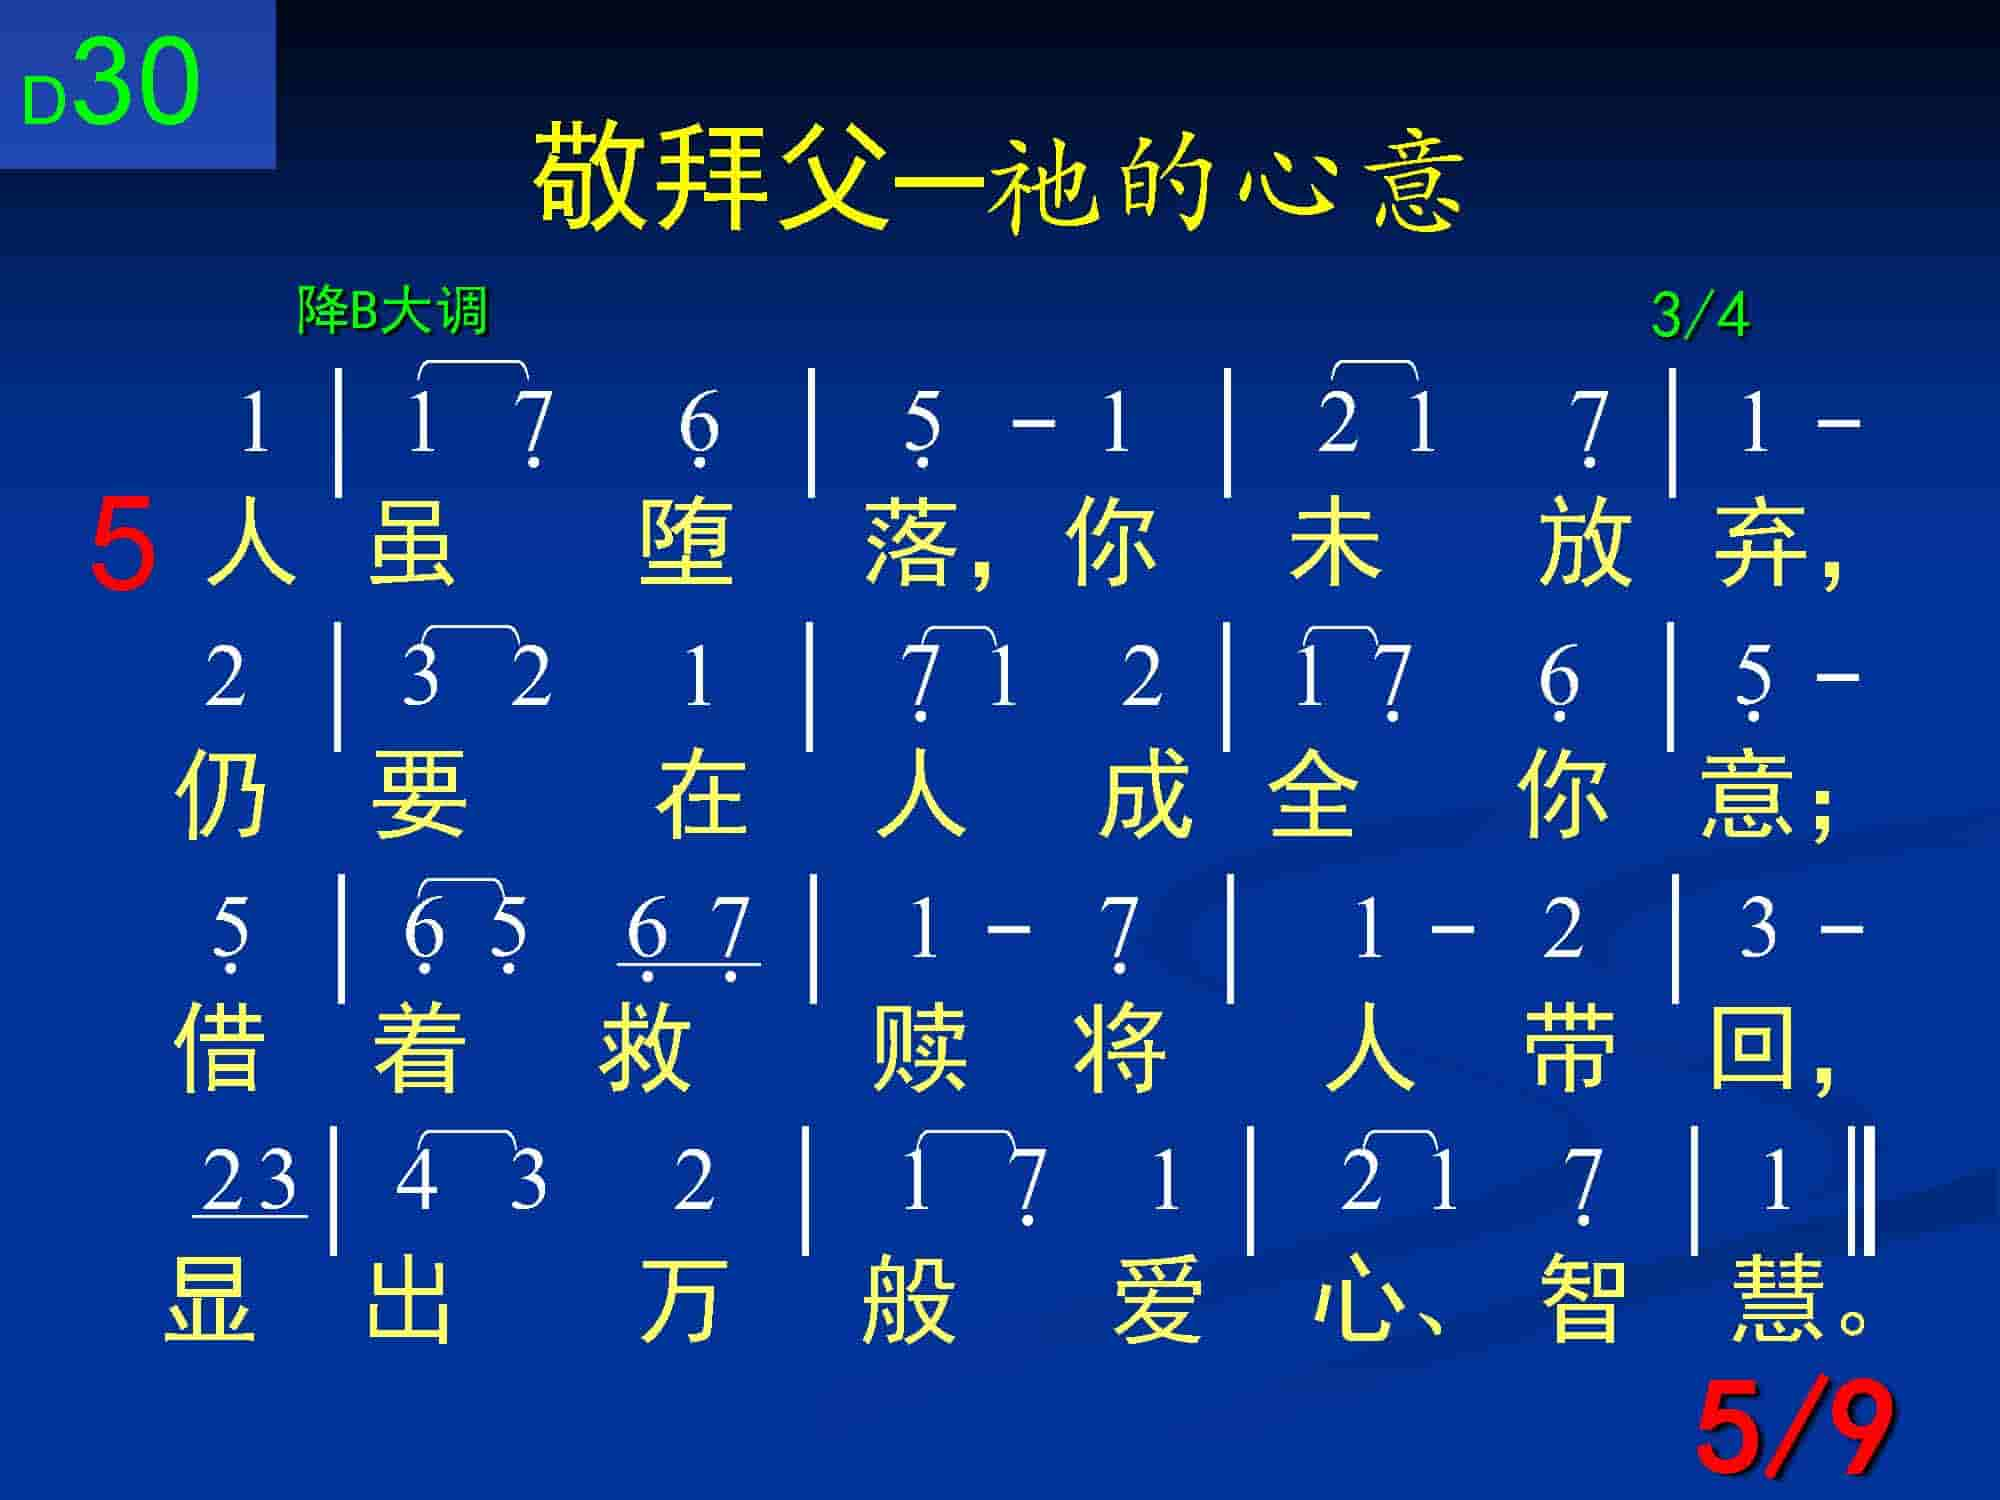 D30
敬拜父—祂的心意
降B大调 3/4
1 | 1 7̣ 6̣ | 5̣ - 1 | 2 1 7̣ | 1 -
5 人 虽 堕 落，你 未 放 弃，
2 | 3 2 1 | 7̣ 1 2 | 1 7̣ 6̣ | 5̣ -
仍 要 在 人 成 全 你 意；
5̣ | 6̣ 5̣ 6̣ 7̣ | 1 - 7̣ | 1 - 2 | 3 -
借 着 救 赎 将 人 带 回，
2 3 | 4 3 2 | 1 7̣ 1 | 2 1 7̣ | 1 ‖
显 出 万 般 爱 心、智 慧。
5/9